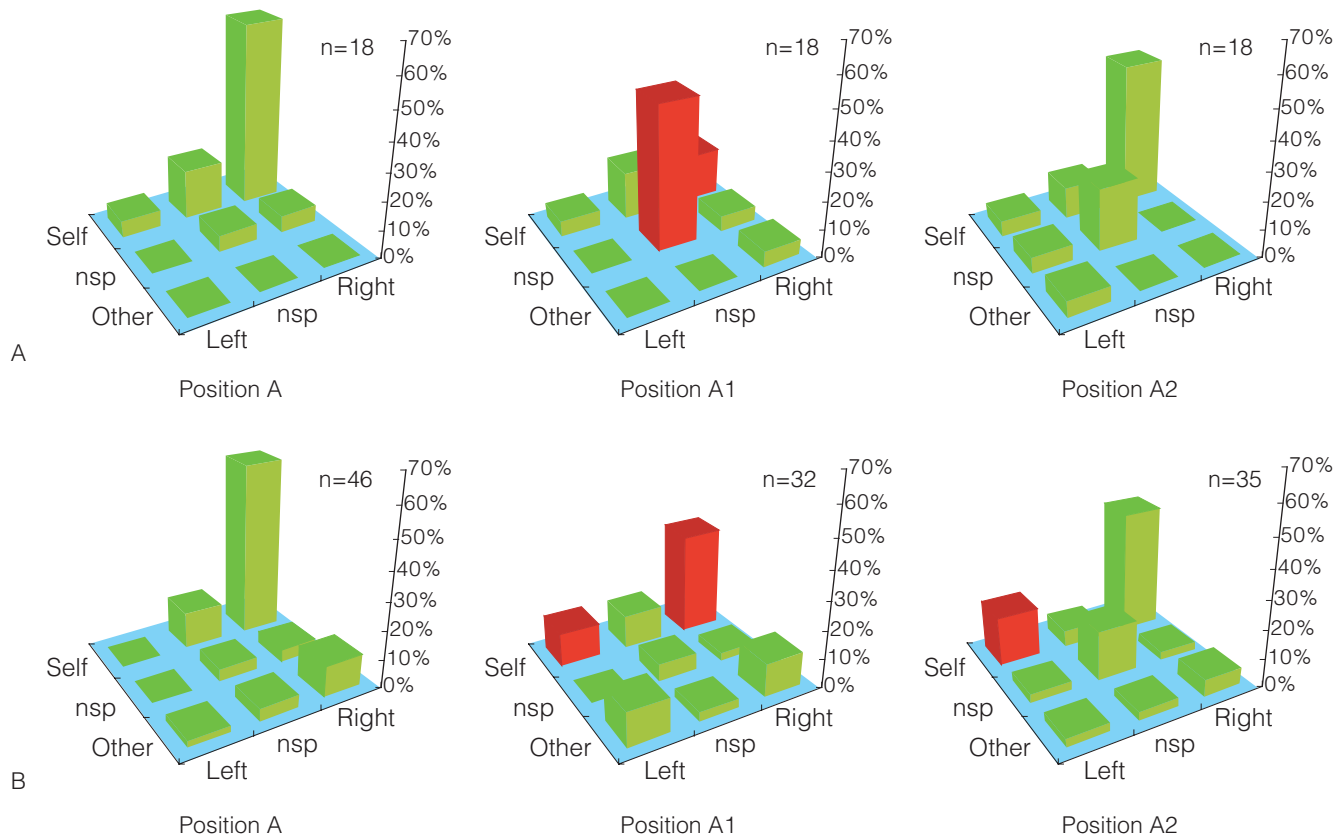 n=18
70%
60%
50%
40%
30%
20%
10%
0%
Self
nsp
Other
Left
nsp
Right
Position A
n=18
70%
60%
50%
40%
30%
20%
10%
0%
Self
nsp
Other
Left
nsp
Right
Position A1
n=18
70%
60%
50%
40%
30%
20%
10%
0%
Self
nsp
Other
Left
nsp
Right
Position A2
A
n=46
70%
60%
50%
40%
30%
20%
10%
0%
Self
nsp
Other
Left
nsp
Right
Position A
n=32
70%
60%
50%
40%
30%
20%
10%
0%
Self
nsp
Other
Left
nsp
Right
Position A1
n=35
70%
60%
50%
40%
30%
20%
10%
0%
Self
nsp
Other
Left
nsp
Right
Position A2
B